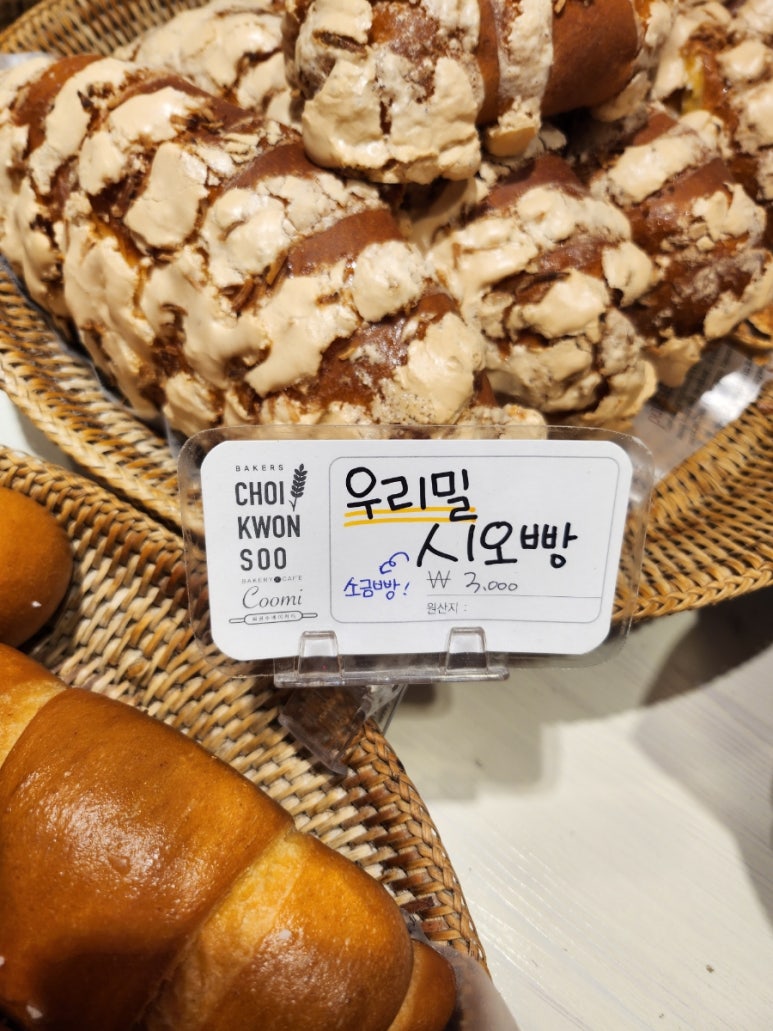 BAKERS
CHOI
KWON
SOO
BAKERY CAFE
Coomi
우리밀
시오빵
소금빵!
₩ 3,000
원산지 :